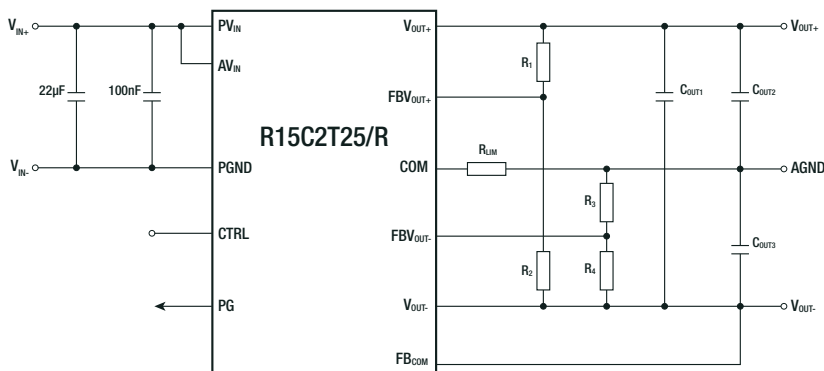 VIN+
PVIN
VOUT+
VOUT+
R1
AVIN
22µF
100nF
COUT1
COUT2
FBVOUT+
R15C2T25/R
RLIM
VIN-
PGND
COM
AGND
R3
CTRL
FBVOUT-
COUT3
R2
R4
PG
VOUT-
VOUT-
FBCOM